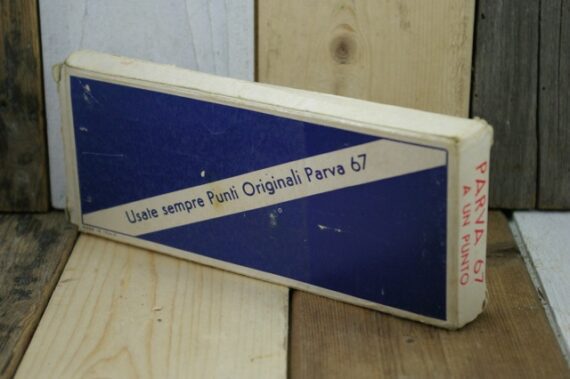 Usate sempre Punti Originali Parva 67
PARVA 67
A UN PUNTO